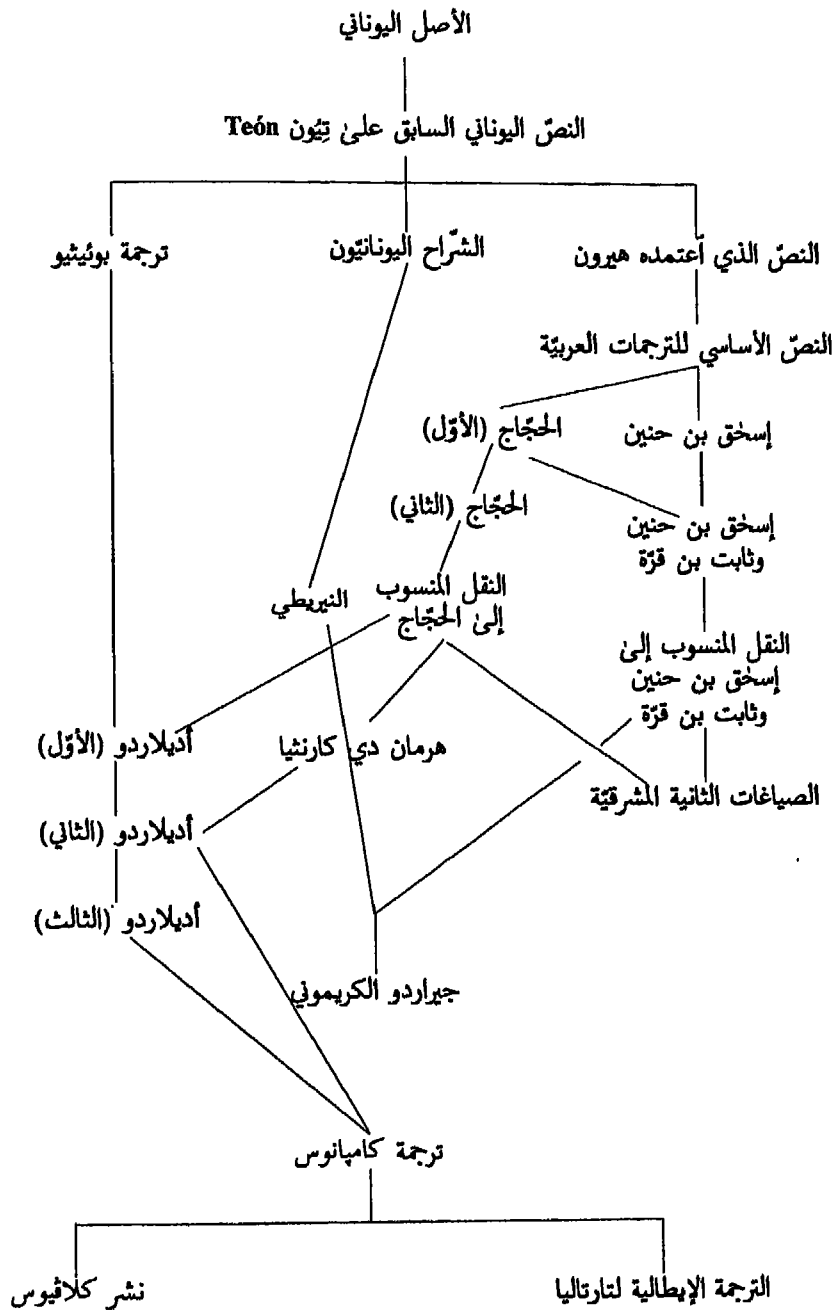 الأصل اليوناني
النصّ اليوناني السابق علىٰ تِيُون Teón
النصّ الذي ٱعتمده هيرون
الشرّاح اليونانيّون
ترجمة بوئيثيو
النصّ الأساسي للترجمات العربيّة
إسحٰق بن حنين
الحجّاج (الأوّل)
الحجّاج (الثاني)
إسحٰق بن حنين
وثابت بن قرّة
النقل المنسوب
إلىٰ الحجّاج
النيريطي
النقل المنسوب إلىٰ
إسحٰق بن حنين
وثابت بن قرّة
هرمان دي كارنثيا
أديلاردو (الأوّل)
الصياغات الثانية المشرقيّة
أديلاردو (الثاني)
أديلاردو (الثالث)
جيراردو الكريموني
ترجمة كامپانوس
الترجمة الإيطالية لتارتاليا
نشر كلاڤيوس